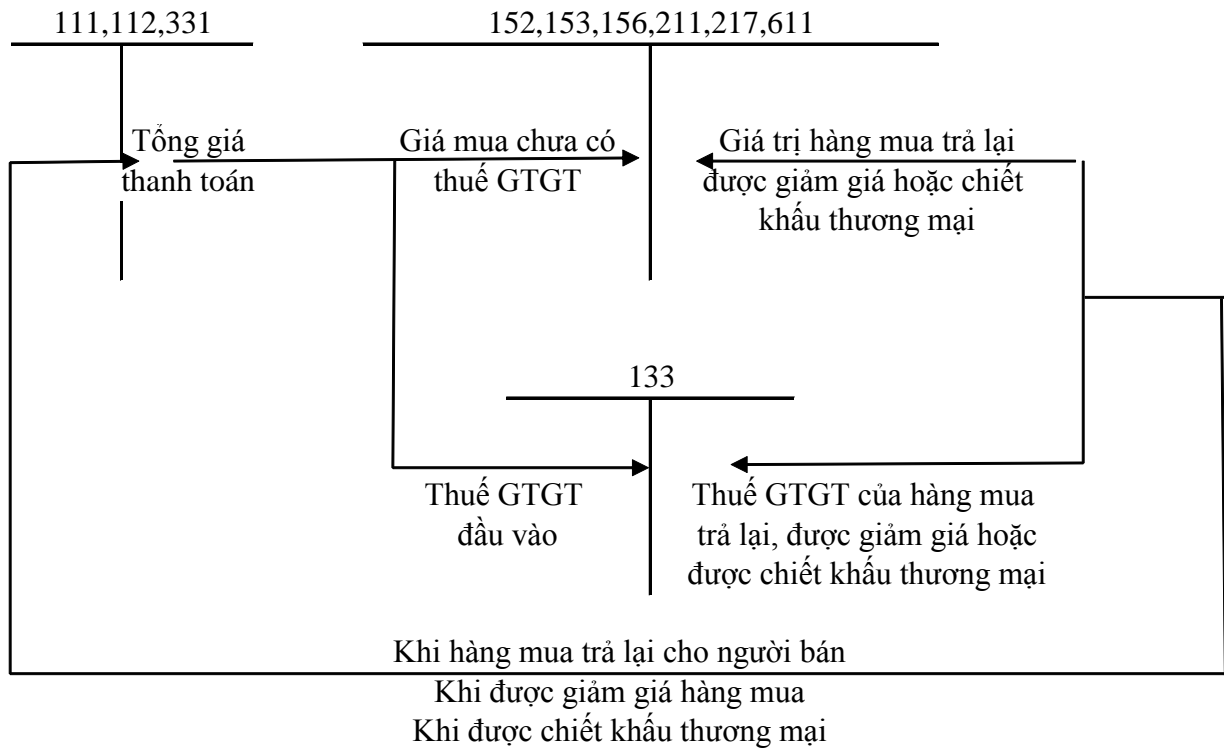 111,112,331
152,153,156,211,217,611
Tổng giá
thanh toán
Giá mua chưa có
thuế GTGT
Giá trị hàng mua trả lại
được giảm giá hoặc chiết
khấu thương mại
133
Thuế GTGT
đầu vào
Thuế GTGT của hàng mua
trả lại, được giảm giá hoặc
được chiết khấu thương mại
Khi hàng mua trả lại cho người bán
Khi được giảm giá hàng mua
Khi được chiết khấu thương mại